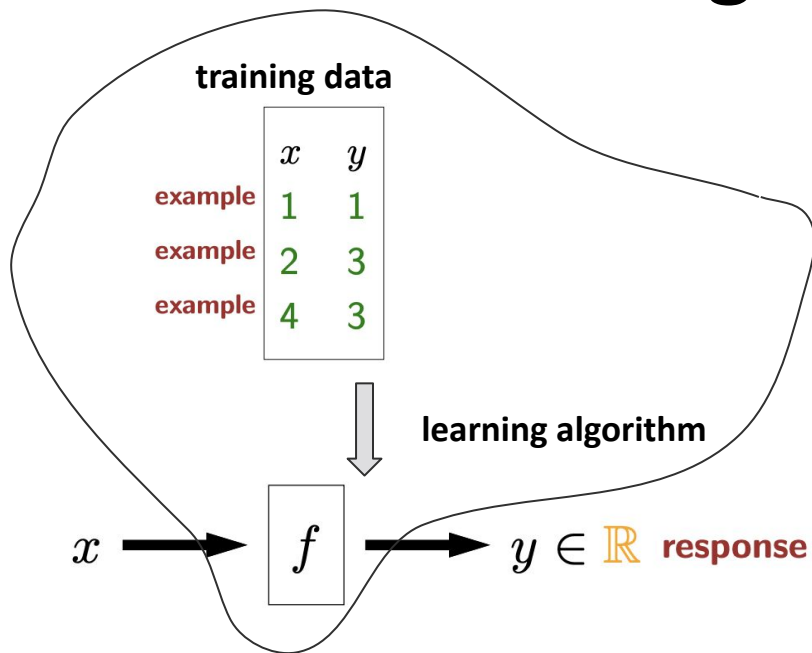 g
training data
x y
example 1 1
example 2 3
example 4 3
learning algorithm
x f y ∈ ℝ response